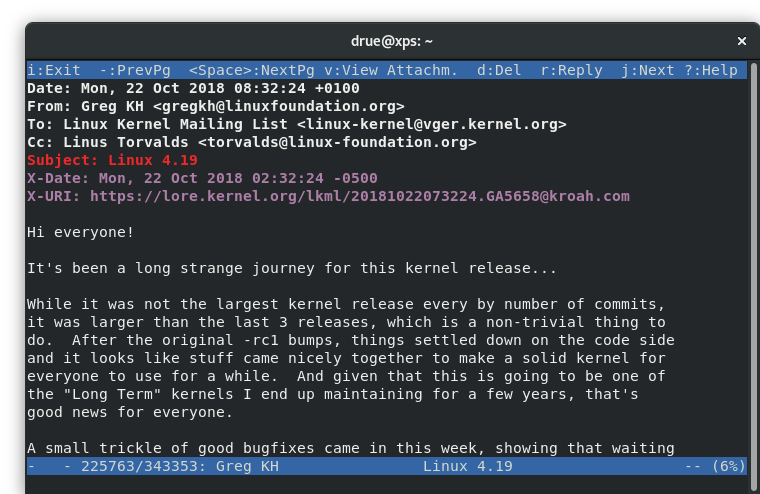 drue@xps: ~ ×
i:Exit  -:PrevPg  <Space>:NextPg v:View Attachm.  d:Del  r:Reply  j:Next ?:Help
Date: Mon, 22 Oct 2018 08:32:24 +0100
From: Greg KH <gregkh@linuxfoundation.org>
To: Linux Kernel Mailing List <linux-kernel@vger.kernel.org>
Cc: Linus Torvalds <torvalds@linux-foundation.org>
Subject: Linux 4.19
X-Date: Mon, 22 Oct 2018 02:32:24 -0500
X-URI: https://lore.kernel.org/lkml/20181022073224.GA5658@kroah.com
Hi everyone!
It's been a long strange journey for this kernel release...
While it was not the largest kernel release every by number of commits,
it was larger than the last 3 releases, which is a non-trivial thing to
do.  After the original -rc1 bumps, things settled down on the code side
and it looks like stuff came nicely together to make a solid kernel for
everyone to use for a while.  And given that this is going to be one of
the "Long Term" kernels I end up maintaining for a few years, that's
good news for everyone.
A small trickle of good bugfixes came in this week, showing that waiting
-   - 225763/343353: Greg KH                Linux 4.19                   -- (6%)